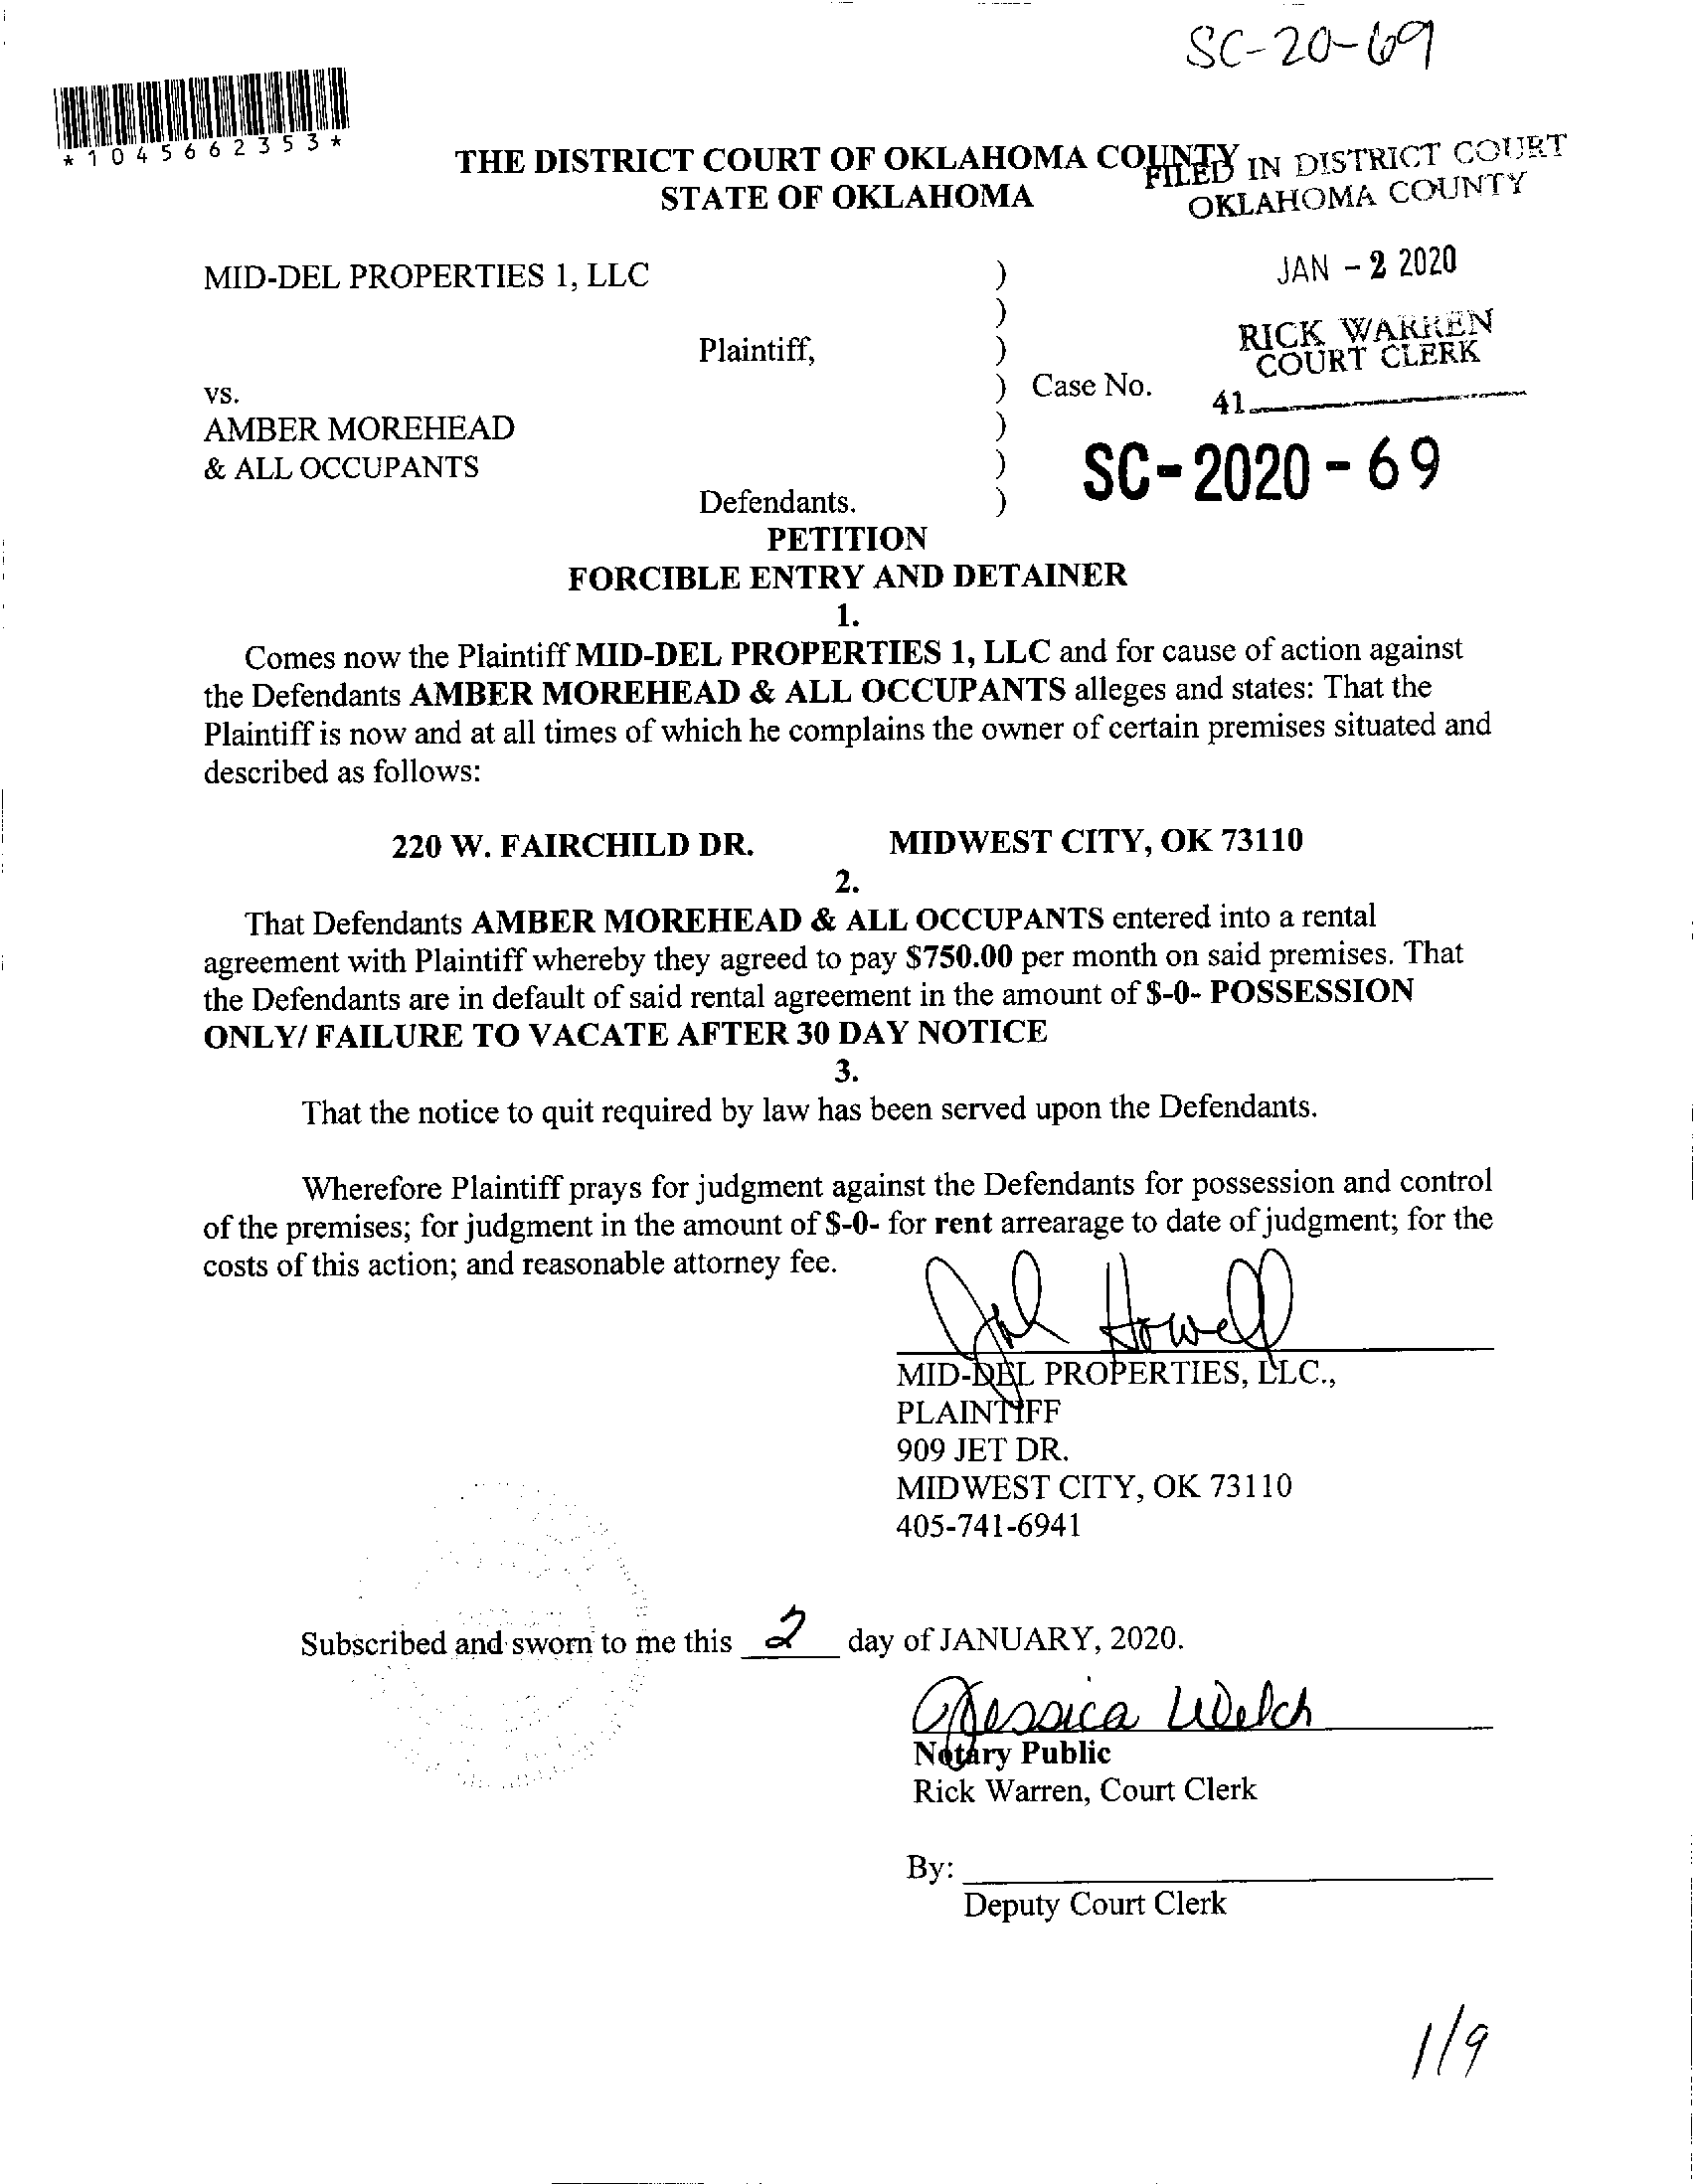 SC-20-69
*1045662353*
THE DISTRICT COURT OF OKLAHOMA COUNTY
STATE OF OKLAHOMA
FILED IN DISTRICT COURT
OKLAHOMA COUNTY
JAN - 2 2020
RICK WARREN
COURT CLERK
41
MID-DEL PROPERTIES 1, LLC )
)
Plaintiff, )
vs. ) Case No.
AMBER MOREHEAD )
& ALL OCCUPANTS )
SC-2020-69
Defendants. )
PETITION
FORCIBLE ENTRY AND DETAINER
1.
Comes now the Plaintiff MID-DEL PROPERTIES 1, LLC and for cause of action against
the Defendants AMBER MOREHEAD & ALL OCCUPANTS alleges and states: That the
Plaintiff is now and at all times of which he complains the owner of certain premises situated and
described as follows:
220 W. FAIRCHILD DR. MIDWEST CITY, OK 73110
2.
That Defendants AMBER MOREHEAD & ALL OCCUPANTS entered into a rental
agreement with Plaintiff whereby they agreed to pay $750.00 per month on said premises. That
the Defendants are in default of said rental agreement in the amount of $-0- POSSESSION
ONLY/ FAILURE TO VACATE AFTER 30 DAY NOTICE
3.
That the notice to quit required by law has been served upon the Defendants.
Wherefore Plaintiff prays for judgment against the Defendants for possession and control
of the premises; for judgment in the amount of $-0- for rent arrearage to date of judgment; for the
costs of this action; and reasonable attorney fee.
Howell
MID-DEL PROPERTIES, LLC.,
PLAINTIFF
909 JET DR.
MIDWEST CITY, OK 73110
405-741-6941
Subscribed and sworn to me this 2 day of JANUARY, 2020.
Jessica Welch
Notary Public
Rick Warren, Court Clerk
By:
Deputy Court Clerk
1/9